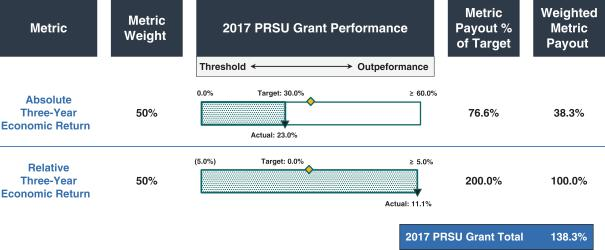 Metric
Metric Weight
2017 PRSU Grant Performance
Metric Payout % of Target
Weighted Metric Payout
Threshold
Outpeformance
Absolute Three-Year Economic Return
50%
0.0%
Target: 30.0%
≥ 60.0%
Actual: 23.0%
76.6%
38.3%
Relative Three-Year Economic Return
50%
(5.0%)
Target: 0.0%
≥ 5.0%
Actual: 11.1%
200.0%
100.0%
2017 PRSU Grant Total 138.3%